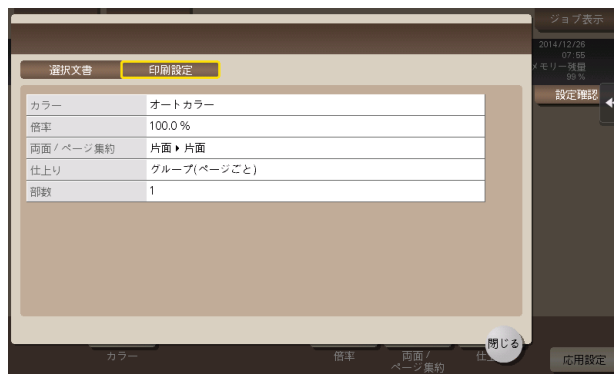 ジョブ表示
2014/12/26
07:55
メモリー残量
99 %
設定確認
選択文書
印刷設定
カラー オートカラー
倍率 100.0 %
両面 / ページ集約 片面 ▶ 片面
仕上り グループ(ページごと)
部数 1
閉じる
カラー
倍率
両面 /
ページ集約
応用設定